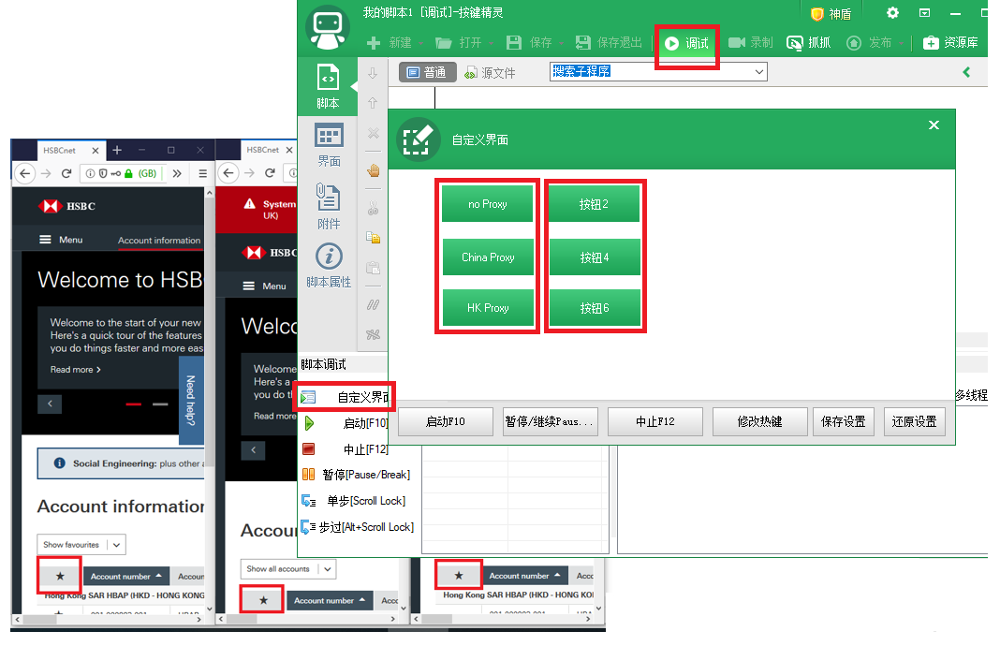 我的脚本1 [调试]-按键精灵
神盾
新建
打开
保存
保存退出
调试
录制
抓抓
发布
资源库
脚本
普通
源文件
搜索子程序
界面
附件
脚本属性
自定义界面
no Proxy
按钮2
China Proxy
按钮4
HK Proxy
按钮6
启动F10
暂停/继续Paus...
中止F12
修改热键
保存设置
还原设置
脚本调试
自定义界面
启动[F10]
中止[F12]
暂停[Pause/Break]
单步[Scroll Lock]
步过[Alt+Scroll Lock]
多线程
HSBCnet
(GB)
HSBC
Menu
Account information
Welcome to HSB
Welcome to the start of your new
Here's a quick tour of the features
you do things faster and more eas
Read more
Need help?
Social Engineering: plus other a
Account information
Show favourites
Account number
Accoun
Hong Kong SAR HBAP (HKD - HONG KONG
HSBCnet
System
UK)
HSBC
Menu
Welco
Welcome
Here's a
you do th
Read more
Accou
Show all accounts
Account number
Acco
Account number
Acco
Hong Kong SAR HBAP (HKD - HONG KO